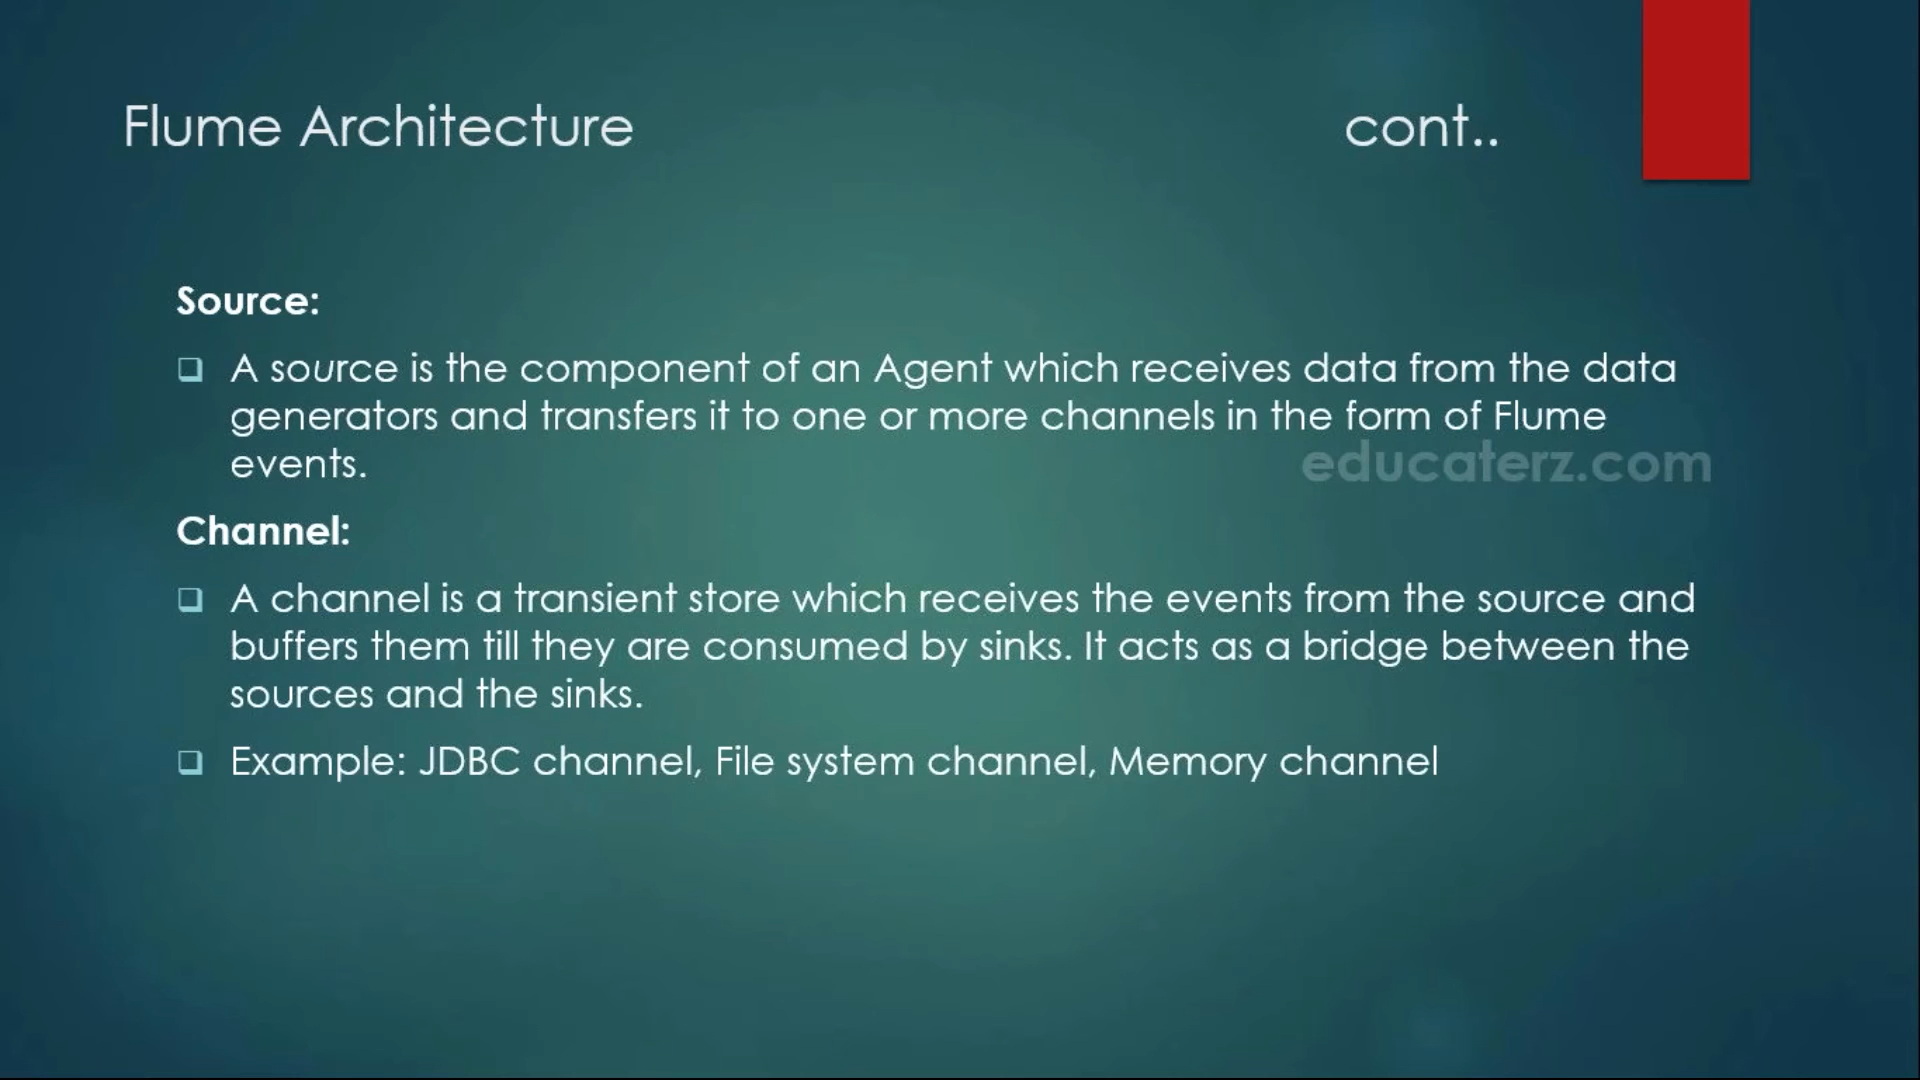 Flume Architecture cont..
Source:
A source is the component of an Agent which receives data from the data
generators and transfers it to one or more channels in the form of Flume
events.
educaterz.com
Channel:
A channel is a transient store which receives the events from the source and
buffers them till they are consumed by sinks. It acts as a bridge between the
sources and the sinks.
Example: JDBC channel, File system channel, Memory channel